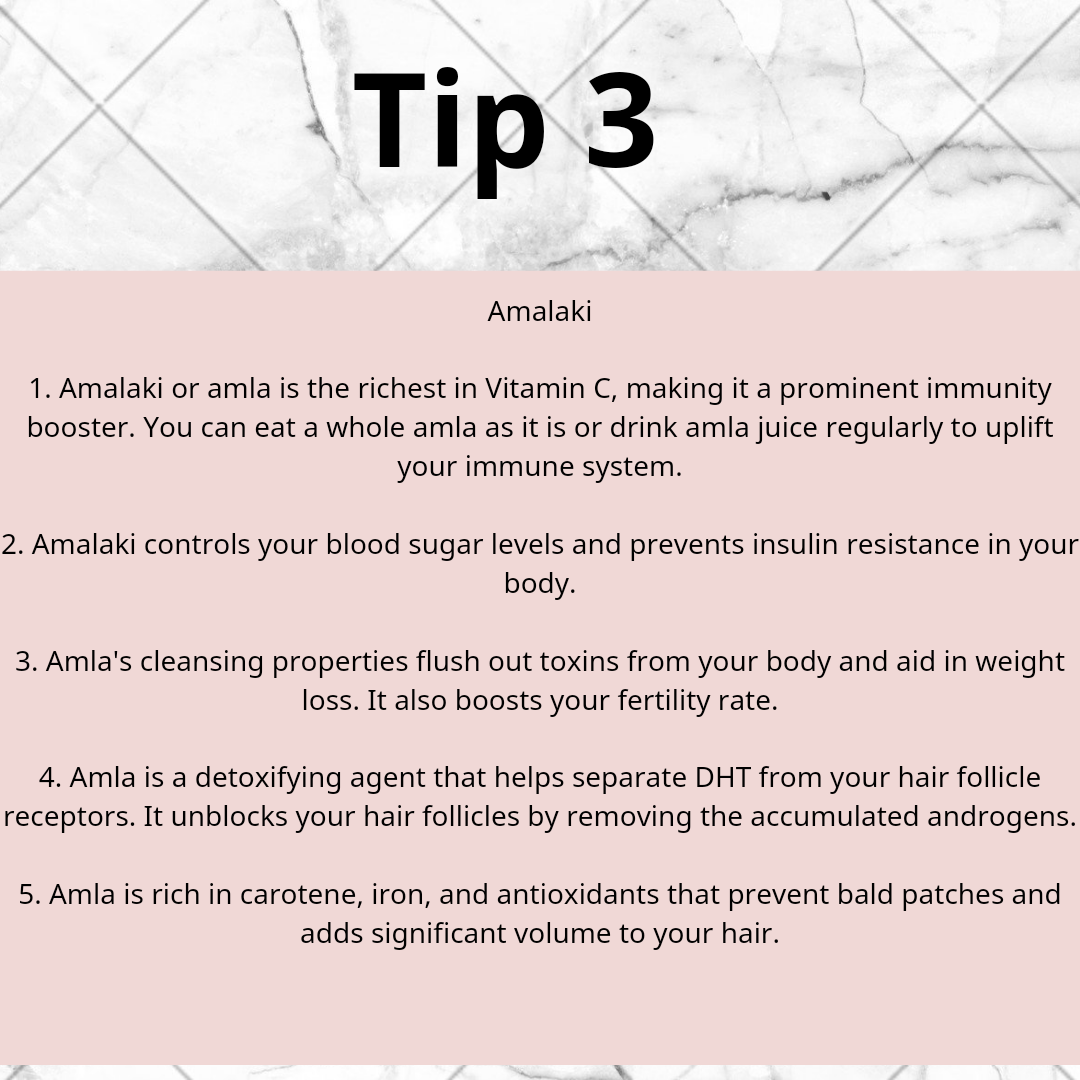 Tip 3
Amalaki
1. Amalaki or amla is the richest in Vitamin C, making it a prominent immunity
booster. You can eat a whole amla as it is or drink amla juice regularly to uplift
your immune system.
2. Amalaki controls your blood sugar levels and prevents insulin resistance in your
body.
3. Amla's cleansing properties flush out toxins from your body and aid in weight
loss. It also boosts your fertility rate.
4. Amla is a detoxifying agent that helps separate DHT from your hair follicle
receptors. It unblocks your hair follicles by removing the accumulated androgens.
5. Amla is rich in carotene, iron, and antioxidants that prevent bald patches and
adds significant volume to your hair.